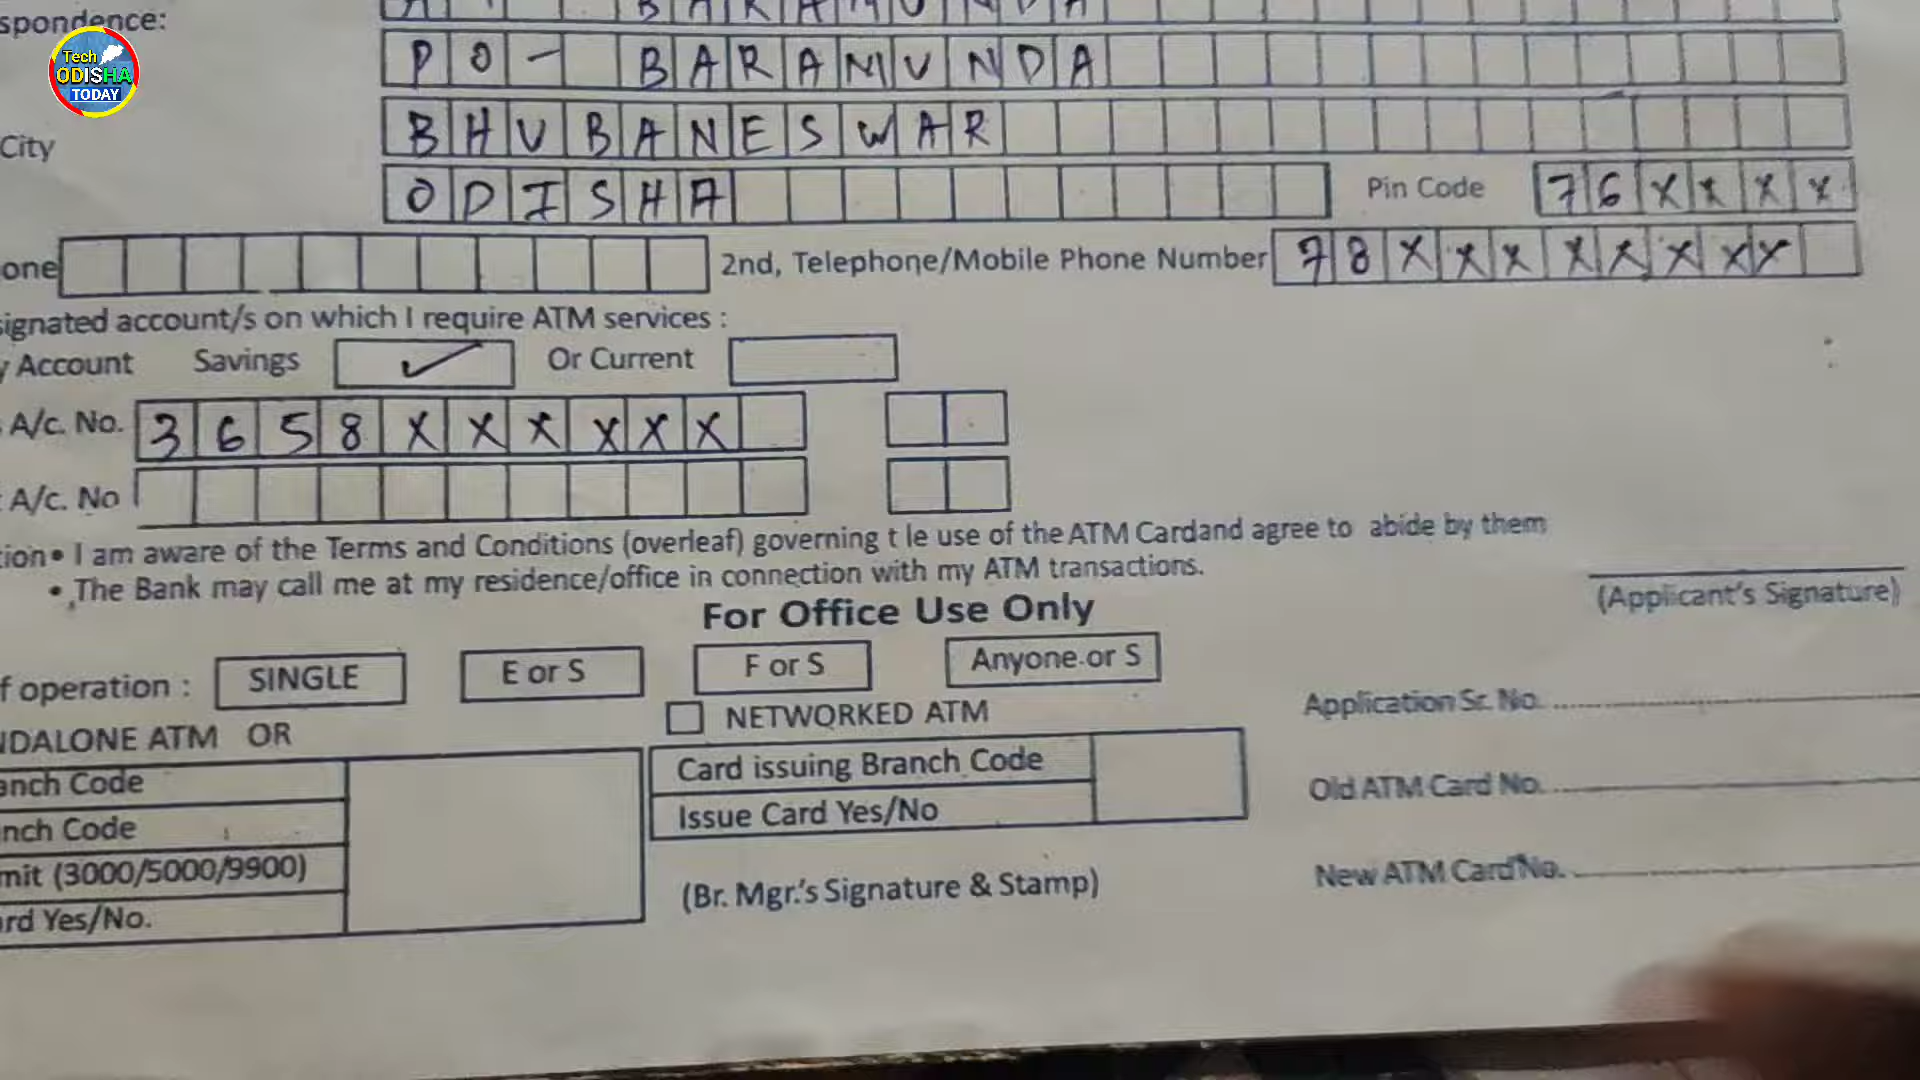 spondence:
Tech
ODISHA
TODAY
BARAMUNDA
PO- BARAMUNDA
City BHUBANESWAR
ODISHA Pin Code 76XXXX
one 2nd, Telephone/Mobile Phone Number 78XXXXXXXX
signated account/s on which I require ATM services :
y Account Savings ✓ Or Current
A/c. No. 3658XXXXXX
A/c. No
tion • I am aware of the Terms and Conditions (overleaf) governing t le use of the ATM Cardand agree to abide by them
• The Bank may call me at my residence/office in connection with my ATM transactions.
(Applicant's Signature)
For Office Use Only
f operation : SINGLE E or S F or S Anyone or S
NDALONE ATM OR NETWORKED ATM
Application Sr. No.
anch Code
Card issuing Branch Code
nch Code
Issue Card Yes/No
Old ATM Card No.
mit (3000/5000/9900)
ard Yes/No.
(Br. Mgr.'s Signature & Stamp)
New ATM Card No.